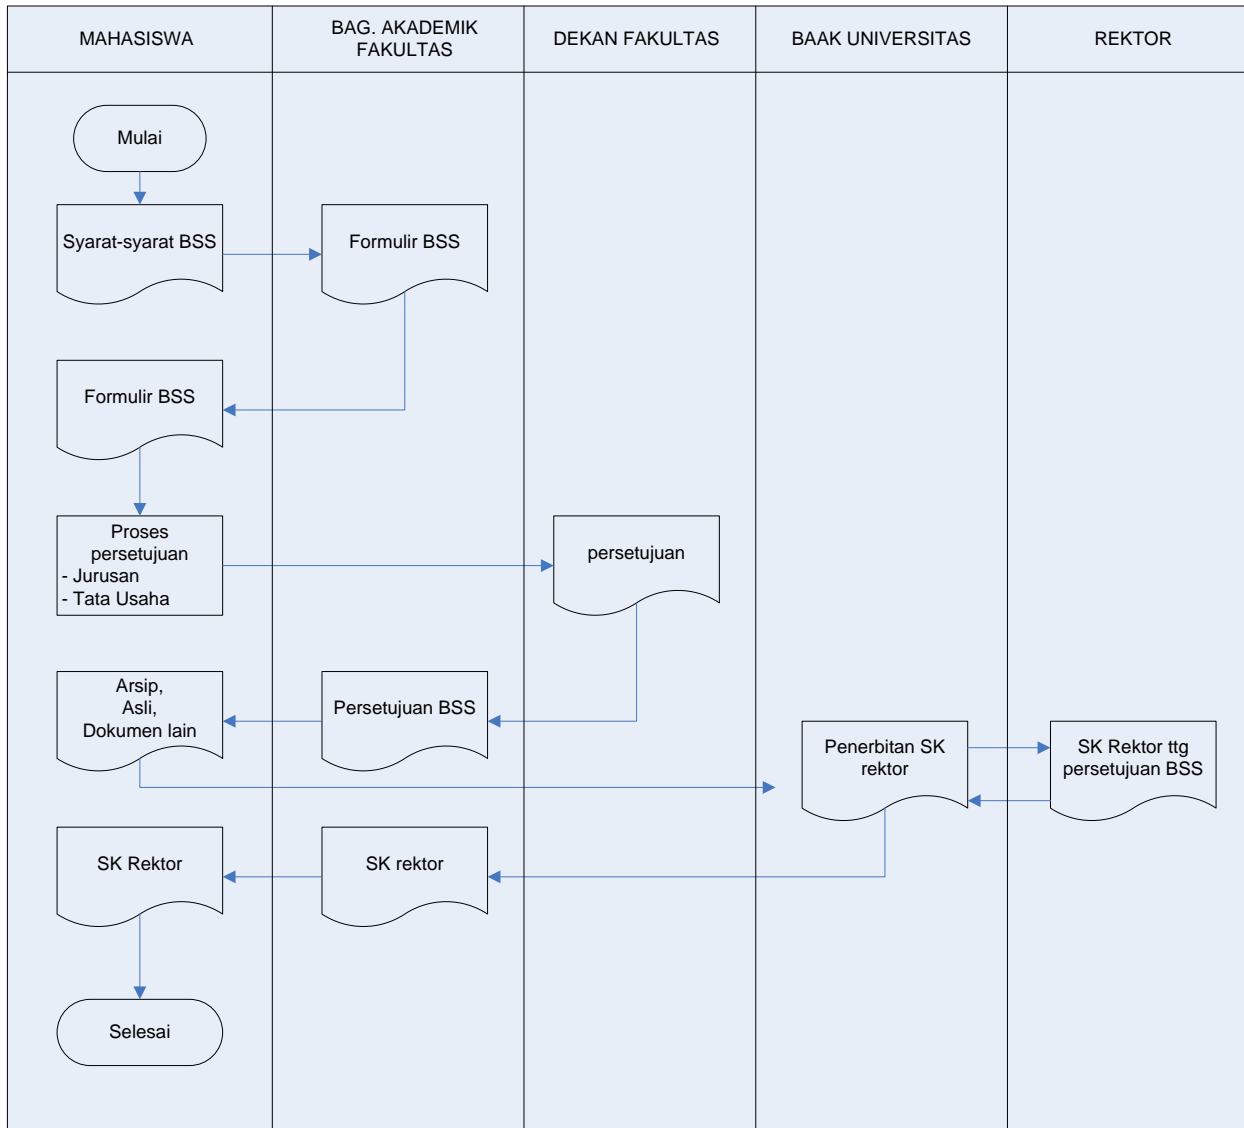 MAHASISWA
BAG. AKADEMIK
FAKULTAS
DEKAN FAKULTAS
BAAK UNIVERSITAS
REKTOR
Mulai
Syarat-syarat BSS
Formulir BSS
Formulir BSS
Proses
persetujuan
- Jurusan
- Tata Usaha
persetujuan
Arsip,
Asli,
Dokumen lain
Persetujuan BSS
Penerbitan SK
rektor
SK Rektor ttg
persetujuan BSS
SK Rektor
SK rektor
Selesai